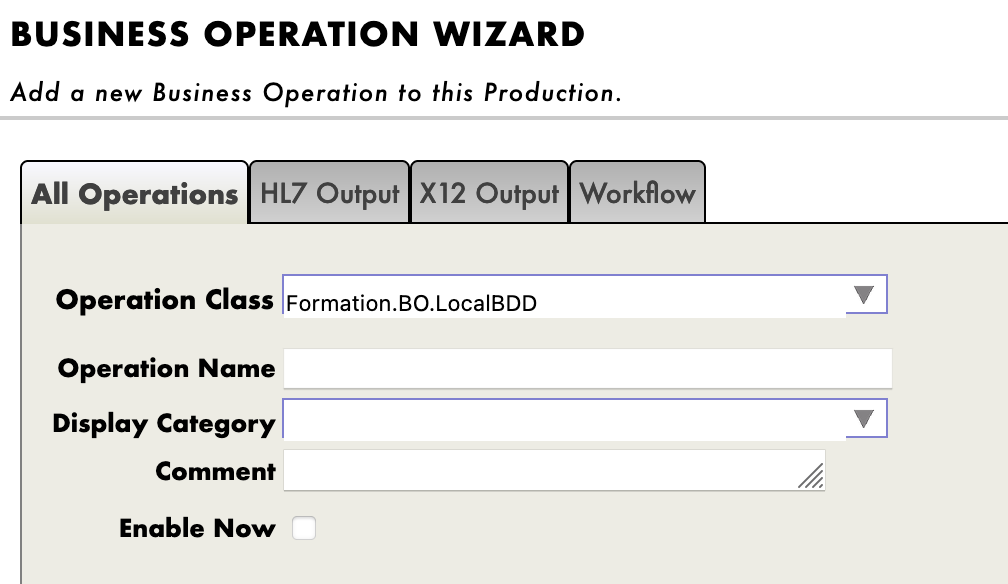 BUSINESS OPERATION WIZARD
Add a new Business Operation to this Production.
All Operations HL7 Output X12 Output Workflow
Operation Class Formation.BO.LocalBDD
Operation Name
Display Category
Comment
Enable Now